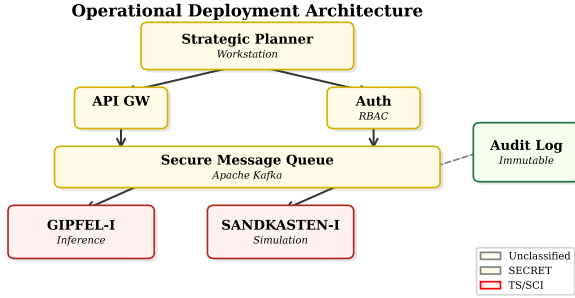 Operational Deployment Architecture
Strategic Planner
Workstation
API GW
Auth
RBAC
Secure Message Queue
Apache Kafka
Audit Log
Immutable
GIPFEL-I
Inference
SANDKASTEN-I
Simulation
Unclassified
SECRET
TS/SCI